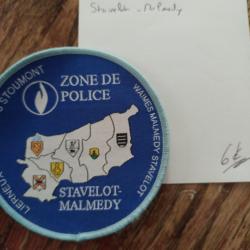 Stavelot - Malmedy
ZONE DE
POLICE
STOUMONT
LIERNEUX
WAIMES MALMEDY STAVELOT
STAVELOT-
MALMEDY
6€